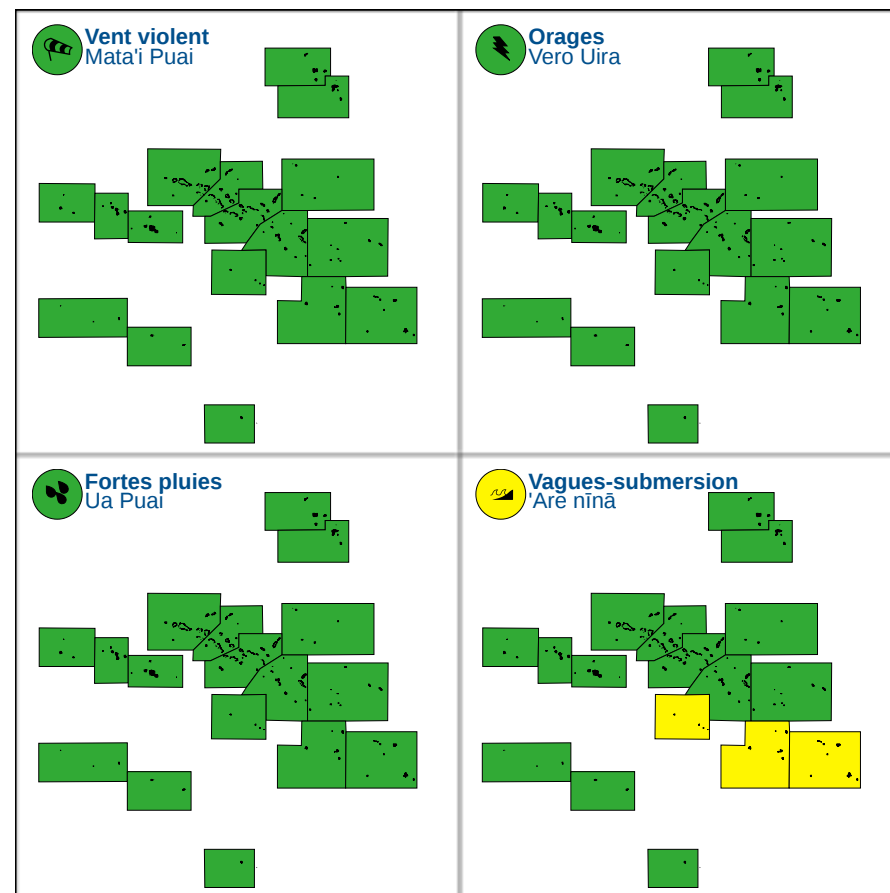 Vent violent
Mata'i Puai
Orages
Vero Uira
Fortes pluies
Ua Puai
Vagues-submersion
'Are nīnā